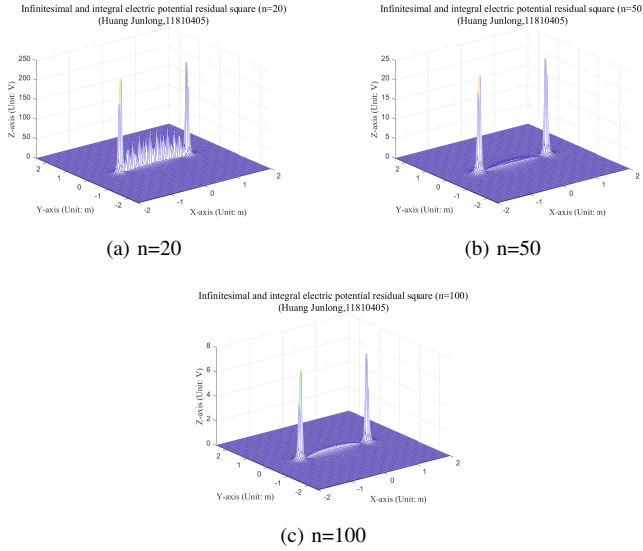 Infinitesimal and integral electric potential residual square (n=20)
(Huang Junlong,11810405)
Z-axis (Unit: V)
250
200
150
100
50
0
Y-axis (Unit: m)
2
1
0
-1
-2
X-axis (Unit: m)
-2
-1
0
1
2
(a) n=20
Infinitesimal and integral electric potential residual square (n=50
(Huang Junlong,11810405)
Z-axis (Unit: V)
25
20
15
10
5
0
Y-axis (Unit: m)
2
1
0
-1
-2
X-axis (Unit: m)
-2
-1
0
1
2
(b) n=50
Infinitesimal and integral electric potential residual square (n=100)
(Huang Junlong,11810405)
Z-axis (Unit: V)
8
6
4
2
0
Y-axis (Unit: m)
2
1
0
-1
-2
X-axis (Unit: m)
-2
-1
0
1
2
(c) n=100